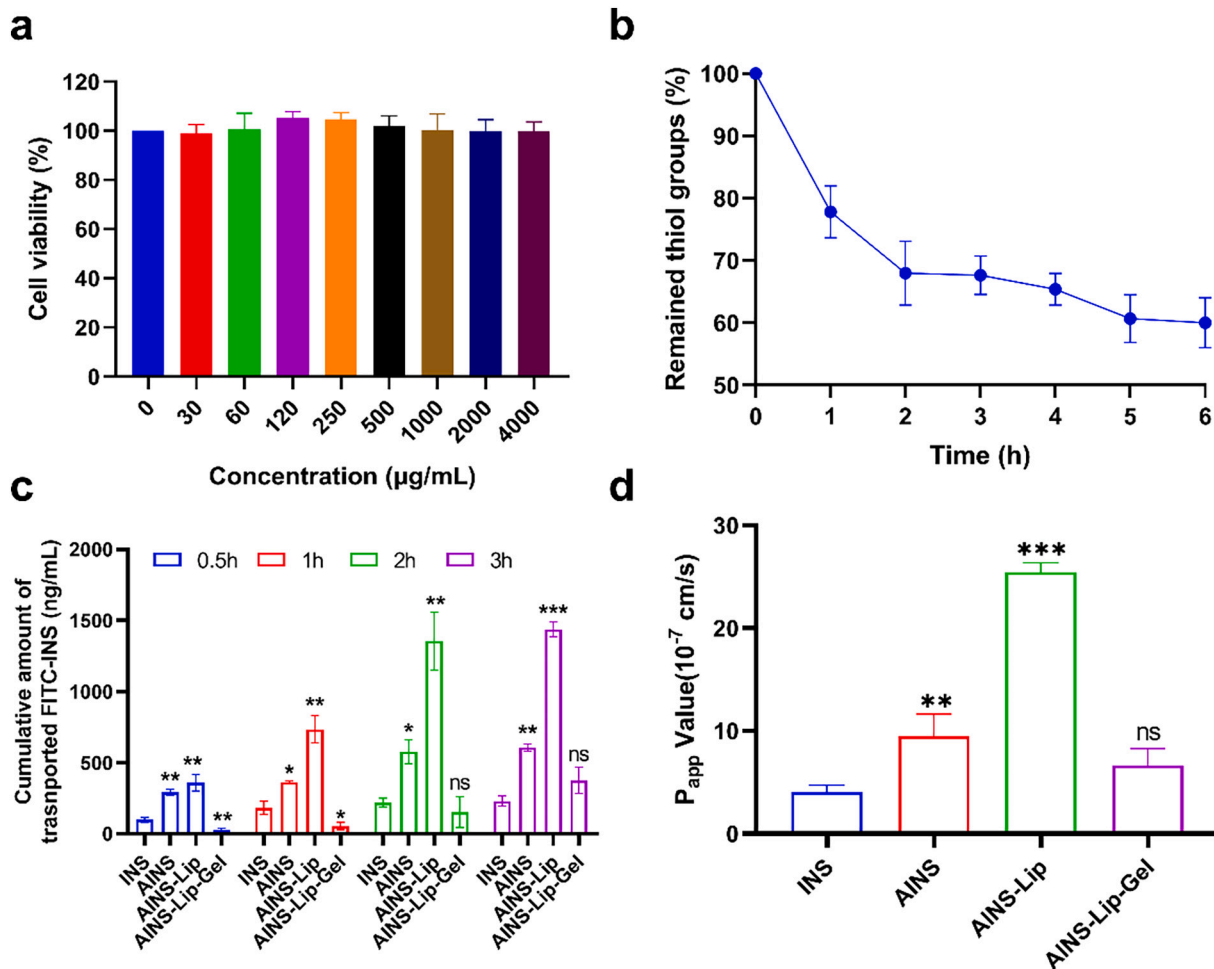 a
Cell viability (%)
120
100
80
60
40
20
0
0
30
60
120
250
500
1000
2000
4000
Concentration (µg/mL)
b
Remained thiol groups (%)
100
90
80
70
60
50
0
1
2
3
4
5
6
Time (h)
c
Cumulative amount of
trasnported FITC-INS (ng/mL)
2000
1500
1000
500
0
0.5h
1h
2h
3h
**
**
**
*
**
*
*
**
ns
**
***
ns
INS
AINS
AINS-Lip
AINS-Lip-Gel
INS
AINS
AINS-Lip
AINS-Lip-Gel
INS
AINS
AINS-Lip
AINS-Lip-Gel
INS
AINS
AINS-Lip
AINS-Lip-Gel
d
Papp Value(10-7 cm/s)
30
20
10
0
**
***
ns
INS
AINS
AINS-Lip
AINS-Lip-Gel